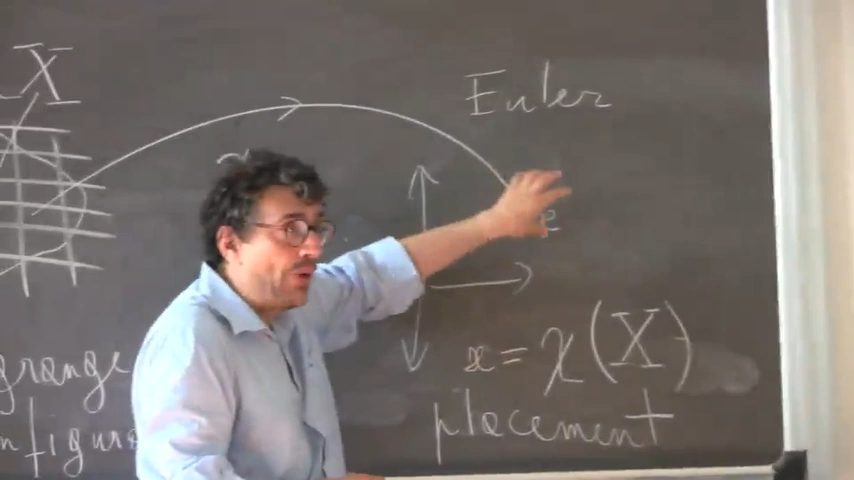 X
Euler
e
x = χ(X)
placement
grange
nfigura